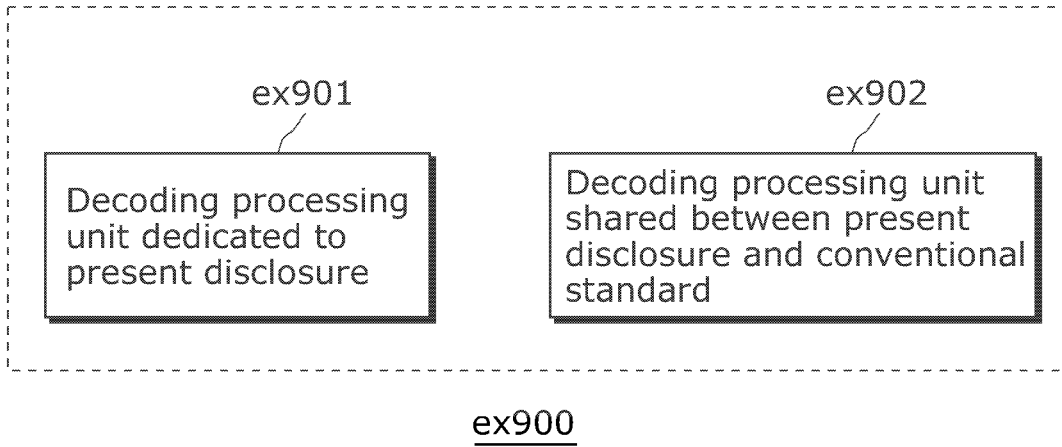 ex901
ex902
Decoding processing
unit dedicated to
present disclosure
Decoding processing unit
shared between present
disclosure and conventional
standard
ex900